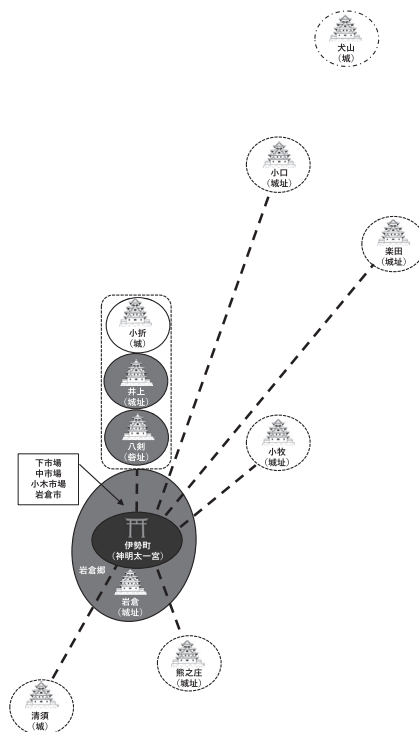 犬山
（城）
小口
（城址）
楽田
（城址）
小折
（城）
井上
（城址）
八剣
（砦址）
小牧
（城址）
下市場
中市場
小木市場
岩倉市
伊勢町
（神明太一宮）
岩倉郷
岩倉
（城址）
熊之庄
（城址）
清須
（城）